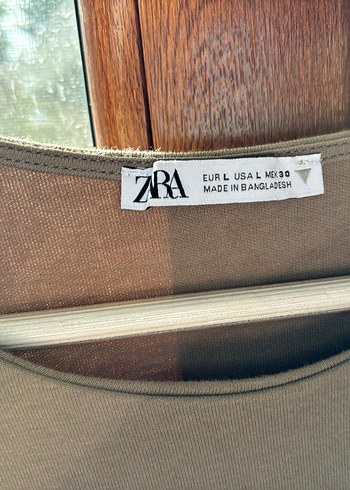 ZARA
EUR L USA L MEX 30
MADE IN BANGLADESH